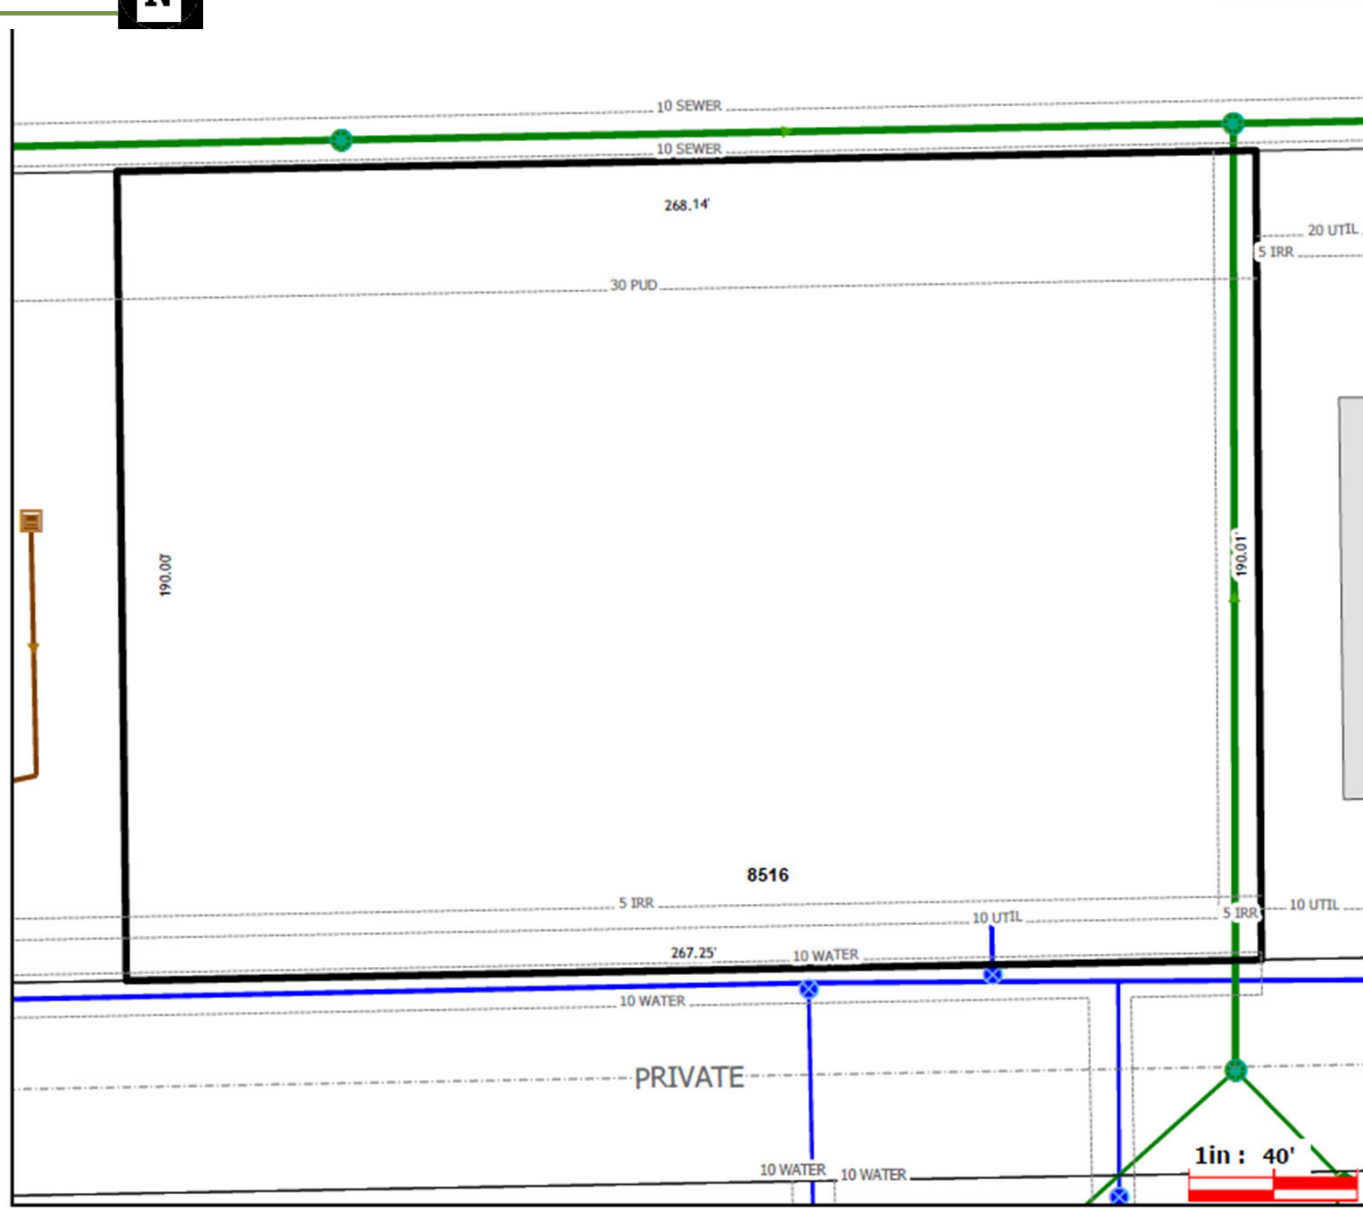 N
10 SEWER
10 SEWER
268.14'
20 UTIL
5 IRR
30 PUD
190.00'
190.01'
8516
5 IRR
10 UTIL
5 IRR
10 UTIL
267.25'
10 WATER
10 WATER
PRIVATE
1in : 40'
10 WATER
10 WATER